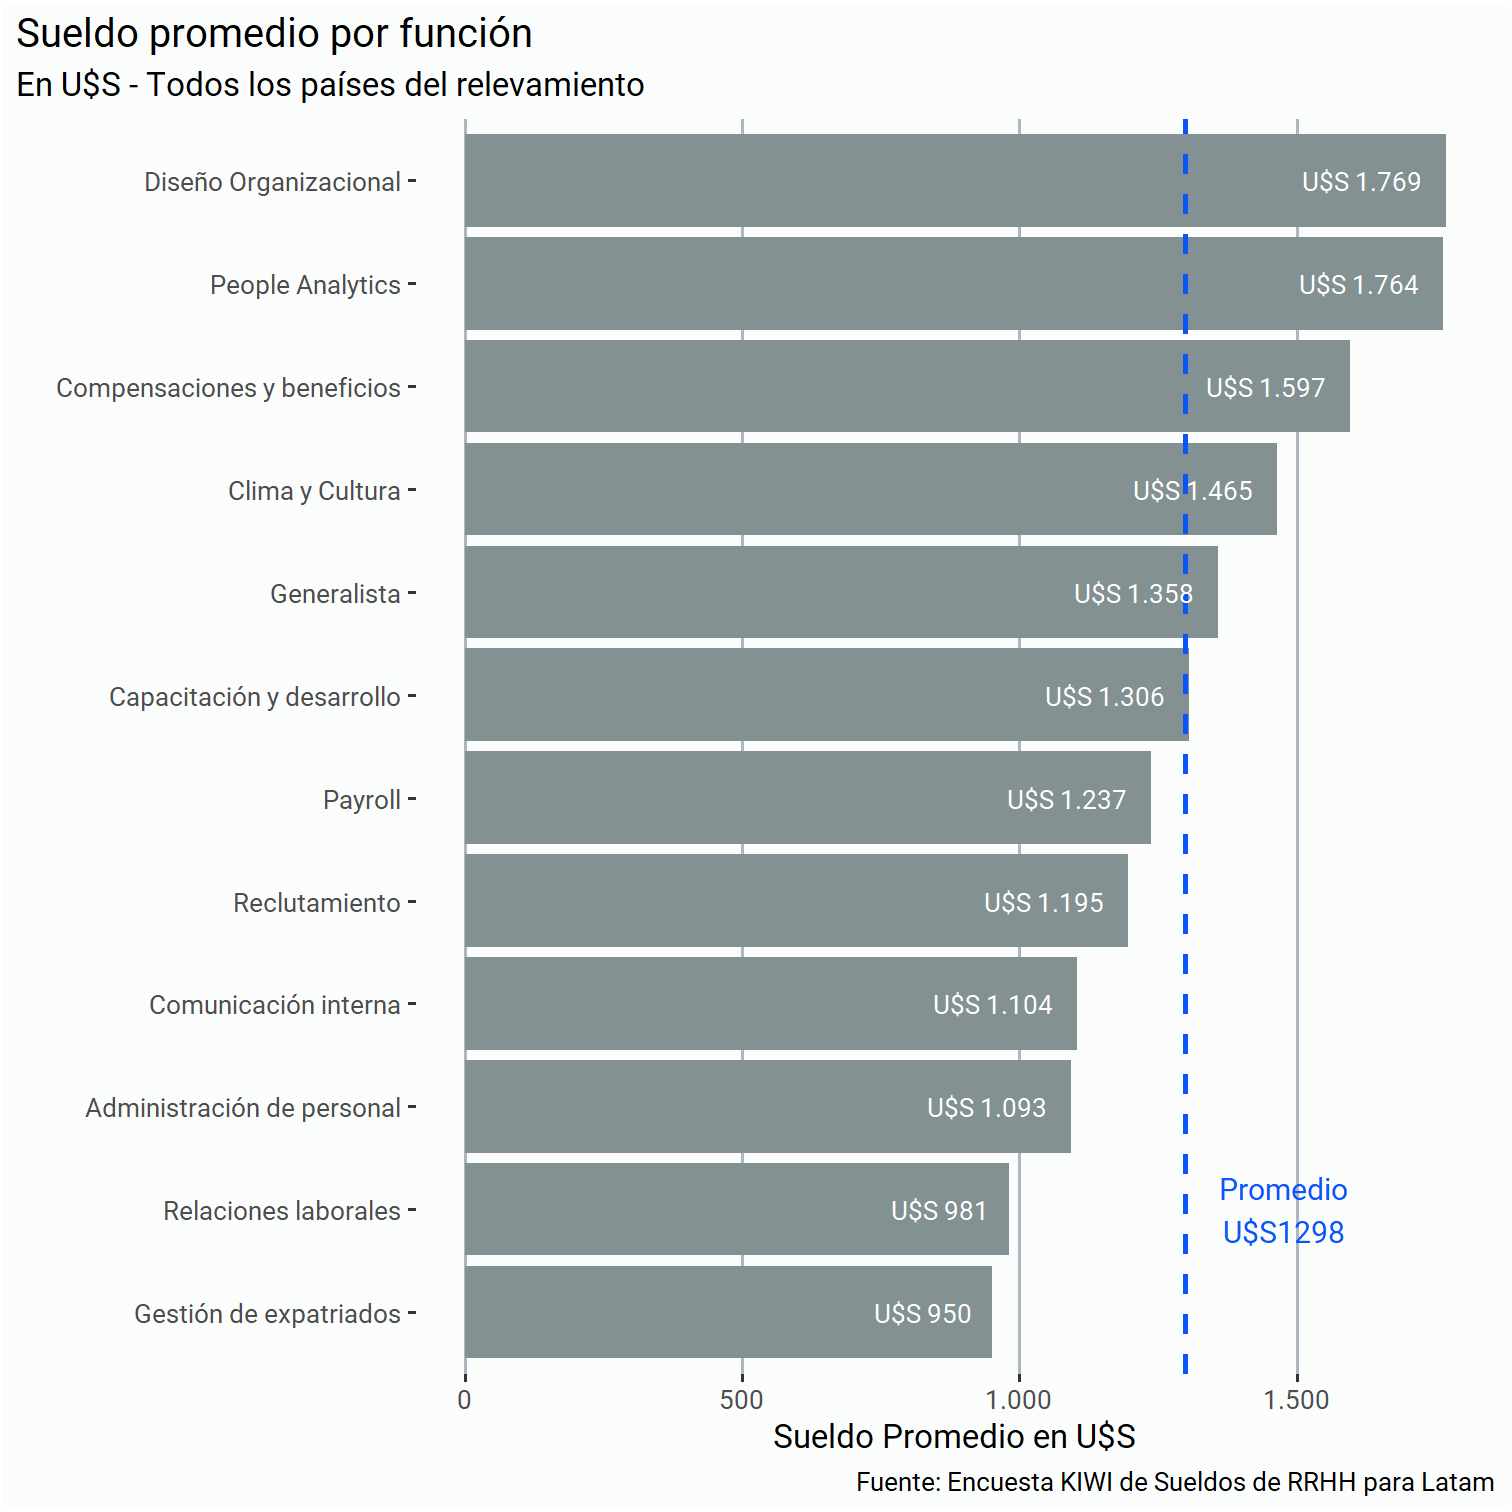 Sueldo promedio por función
En U$S - Todos los países del relevamiento
Diseño Organizacional
U$S 1.769
People Analytics
U$S 1.764
Compensaciones y beneficios
U$S 1.597
Clima y Cultura
U$S 1.465
Generalista
U$S 1.358
Capacitación y desarrollo
U$S 1.306
Payroll
U$S 1.237
Reclutamiento
U$S 1.195
Comunicación interna
U$S 1.104
Administración de personal
U$S 1.093
Relaciones laborales
U$S 981
Promedio
U$S1298
Gestión de expatriados
U$S 950
0 500 1.000 1.500
Sueldo Promedio en U$S
Fuente: Encuesta KIWI de Sueldos de RRHH para Latam